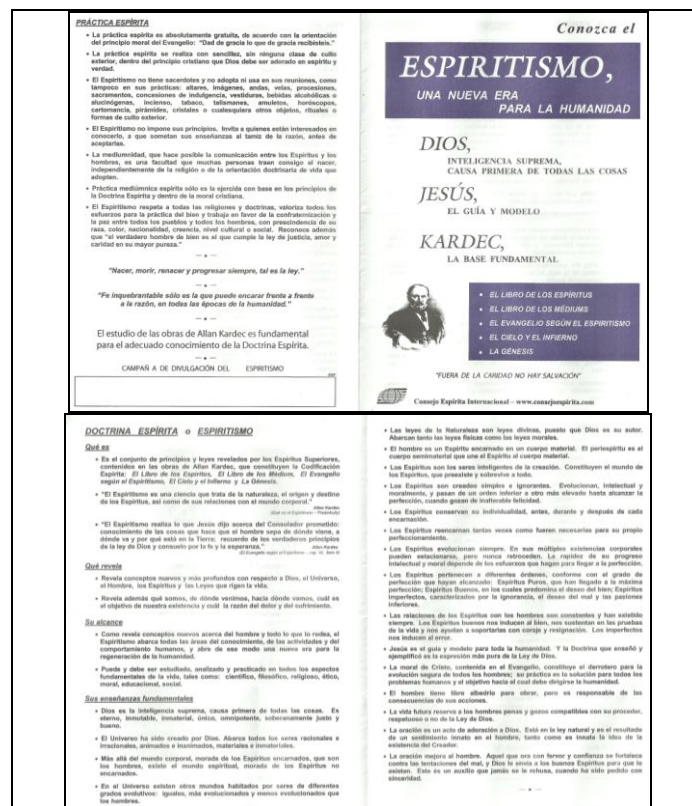 PRÁCTICA ESPÍRITA
• La práctica espírita es absolutamente gratuita, de acuerdo con la orientación
del principio moral del Evangelio: "Dad de gracia lo que de gracia recibisteis."
• La práctica espírita se realiza con sencillez, sin ninguna clase de culto
exterior, dentro del principio cristiano que Dios debe ser adorado en espíritu y
verdad.
• El Espiritismo no tiene sacerdotes y no adopta ni usa en sus reuniones, como
tampoco en sus prácticas: altares, imágenes, andas, velas, procesiones,
sacramentos, concesiones de indulgencia, vestiduras, bebidas alcohólicas o
alucinógenas, incienso, tabaco, talismanes, amuletos, horóscopos,
cartomancia, pirámides, cristales o cualesquiera otros objetos, rituales o
formas de culto exterior.
• El Espiritismo no impone sus principios. Invita a quienes están interesados en
conocerlo, a que sometan sus enseñanzas al tamiz de la razón, antes de
aceptarlas.
• La mediumnidad, que hace posible la comunicación entre los Espíritus y los
hombres, es una facultad que muchas personas traen consigo al nacer,
independientemente de la religión o de la orientación doctrinaria de vida que
adopten.
• Práctica mediúmnica espírita sólo es la ejercida con base en los principios de
la Doctrina Espírita y dentro de la moral cristiana.
• El Espiritismo respeta a todas las religiones y doctrinas, valoriza todos los
esfuerzos para la práctica del bien y trabaja en favor de la confraternización y
la paz entre todos los pueblos y todos los hombres, con prescindencia de su
raza, color, nacionalidad, creencia, nivel cultural o social. Reconoce además
que "el verdadero hombre de bien es el que cumple la ley de justicia, amor y
caridad en su mayor pureza."
"Nacer, morir, renacer y progresar siempre, tal es la ley."
"Fe inquebrantable sólo es la que puede encarar frente a frente
a la razón, en todas las épocas de la humanidad."
El estudio de las obras de Allan Kardec es fundamental
para el adecuado conocimiento de la Doctrina Espírita.
CAMPAÑ A DE DIVULGACIÓN DEL ESPIRITISMO
Conozca el
ESPIRITISMO,
UNA NUEVA ERA
PARA LA HUMANIDAD
DIOS,
INTELIGENCIA SUPREMA,
CAUSA PRIMERA DE TODAS LAS COSAS
JESÚS,
EL GUÍA Y MODELO
KARDEC,
LA BASE FUNDAMENTAL
• EL LIBRO DE LOS ESPÍRITUS
• EL LIBRO DE LOS MÉDIUMS
• EL EVANGELIO SEGÚN EL ESPIRITISMO
• EL CIELO Y EL INFIERNO
• LA GÉNESIS
"FUERA DE LA CARIDAD NO HAY SALVACIÓN"
Consejo Espírita Internacional – www.consejoespirita.com
DOCTRINA ESPÍRITA o ESPIRITISMO
Qué es
• Es el conjunto de principios y leyes revelados por los Espíritus Superiores,
contenidos en las obras de Allan Kardec, que constituyen la Codificación
Espírita: El Libro de los Espíritus, El Libro de los Médium, El Evangelio
según el Espiritismo, El Cielo y el Infierno y La Génesis.
• "El Espiritismo es una ciencia que trata de la naturaleza, el origen y destino
de los Espíritus, así como de sus relaciones con el mundo corporal."
Allan Kardec
• "El Espiritismo realiza lo que Jesús dijo acerca del Consolador prometido:
conocimiento de las cosas que hace que el hombre sepa de dónde viene, a
dónde va y por qué está en la Tierra; recuerdo de los verdaderos principios
de la ley de Dios y consuelo por la fe y la esperanza."
Allan Kardec
Qué revela
• Revela conceptos nuevos y más profundos con respecto a Dios, el Universo,
el Hombre, los Espíritus y las Leyes que rigen la vida.
• Revela además qué somos, de dónde venimos, hacia dónde vamos, cuál es
el objetivo de nuestra existencia y cuál la razón del dolor y del sufrimiento.
Su alcance
• Como revela conceptos nuevos acerca del hombre y todo lo que lo rodea, el
Espiritismo abarca todas las áreas del conocimiento, de las actividades y del
comportamiento humanos, y abre de ese modo una nueva era para la
regeneración de la humanidad.
• Puede y debe ser estudiado, analizado y practicado en todos los aspectos
fundamentales de la vida, tales como: científico, filosófico, religioso, ético,
moral, educacional, social.
Sus enseñanzas fundamentales
• Dios es la inteligencia suprema, causa primera de todas las cosas. Es
eterno, inmutable, inmaterial, único, omnipotente, soberanamente justo y
bueno.
• El Universo ha sido creado por Dios. Abarca todos los seres racionales e
irracionales, animados e inanimados, materiales e inmateriales.
• Más allá del mundo corporal, morada de los Espíritus encarnados, que son
los hombres, existe el mundo espiritual, morada de los Espíritus no
encarnados.
• En el Universo existen otros mundos habitados por seres de diferentes
grados evolutivos: iguales, más evolucionados y menos evolucionados que
los hombres.
• Las leyes de la Naturaleza son leyes divinas, puesto que Dios es su autor.
Abarcan tanto las leyes físicas como las leyes morales.
• El hombre es un Espíritu encarnado en un cuerpo material. El periespíritu es el
cuerpo semimaterial que une el Espíritu al cuerpo material.
• Los Espíritus son los seres inteligentes de la creación. Constituyen el mundo de
los Espíritus, que preexiste y sobrevive a todo.
• Los Espíritus son creados simples e ignorantes. Evolucionan, intelectual y
moralmente, y pasan de un orden inferior a otro más elevado hasta alcanzar la
perfección, cuando gozan de inalterable felicidad.
• Los Espíritus conservan su individualidad, antes, durante y después de cada
encarnación.
• Los Espíritus reencarnan tantas veces como fueren necesarias para su propio
perfeccionamiento.
• Los Espíritus evolucionan siempre. En sus múltiples existencias corporales
pueden estacionarse, pero nunca retroceden. La rapidez de su progreso
intelectual y moral depende de los esfuerzos que hagan para llegar a la perfección.
• Los Espíritus pertenecen a diferentes órdenes, conforme con el grado de
perfección que hayan alcanzado: Espíritus Puros, que han llegado a la máxima
perfección; Espíritus Buenos, en los cuales predomina el deseo del bien; Espíritus
imperfectos, caracterizados por la ignorancia, el deseo del mal y las pasiones
inferiores.
• Las relaciones de los Espíritus con los hombres son constantes y han existido
siempre. Los Espíritus buenos nos inducen al bien, nos sustentan en las pruebas
de la vida y nos ayudan a soportarlas con coraje y resignación. Los imperfectos
nos inducen al error.
• Jesús es el guía y modelo para toda la humanidad. Y la Doctrina que enseñó y
ejemplificó es la expresión más pura de la Ley de Dios.
• La moral de Cristo, contenida en el Evangelio, constituye el derrotero para la
evolución segura de todos los hombres; su práctica es la solución para todos los
problemas humanos y el objetivo hacia el cual debe dirigirse la humanidad.
• El hombre tiene libre albedrío para obrar, pero es responsable de las
consecuencias de sus acciones.
• La vida futura reserva a los hombres penas y gozos compatibles con su proceder,
respetuoso o no de la Ley de Dios.
• La oración es un acto de adoración a Dios. Está en la ley natural y es el resultado
de un sentimiento innato en el hombre, tanto como es innata la idea de la
existencia del Creador.
• La oración mejora al hombre. Aquel que ora con fervor y confianza se fortalece
contra las tentaciones del mal, y Dios le envía a los buenos Espíritus para que le
asistan. Este es un auxilio que jamás se le rehusa, cuando ha sido pedido con
sinceridad.